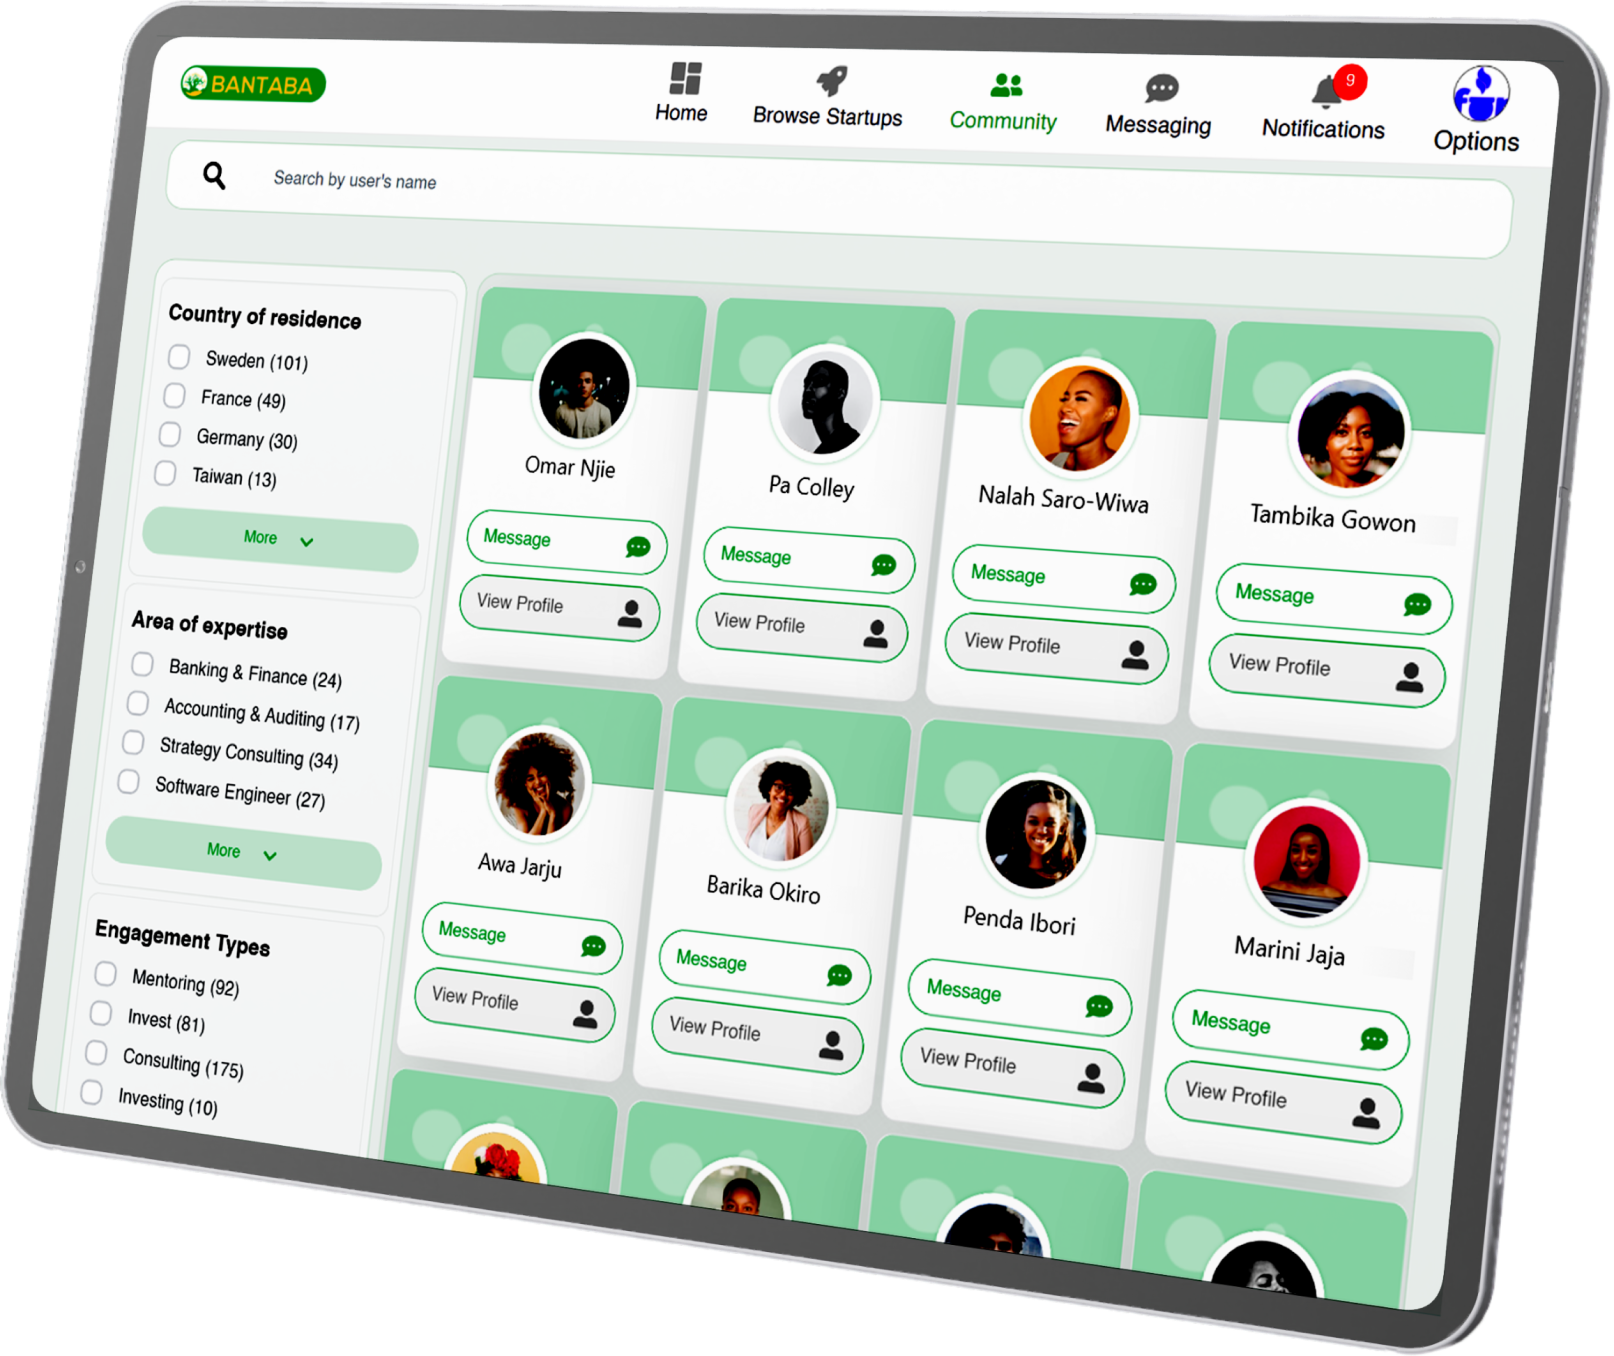 BANTABA
Home
Browse Startups
Community
Messaging
9
Notifications
Options
Search by user's name
Country of residence
Sweden (101)
France (49)
Germany (30)
Taiwan (13)
More
Area of expertise
Banking & Finance (24)
Accounting & Auditing (17)
Strategy Consulting (34)
Software Engineer (27)
More
Engagement Types
Mentoring (92)
Invest (81)
Consulting (175)
Investing (10)
Omar Njie
Message
View Profile
Pa Colley
Message
View Profile
Nalah Saro-Wiwa
Message
View Profile
Tambika Gowon
Message
View Profile
Awa Jarju
Message
View Profile
Barika Okiro
Message
View Profile
Penda Ibori
Message
View Profile
Marini Jaja
Message
View Profile